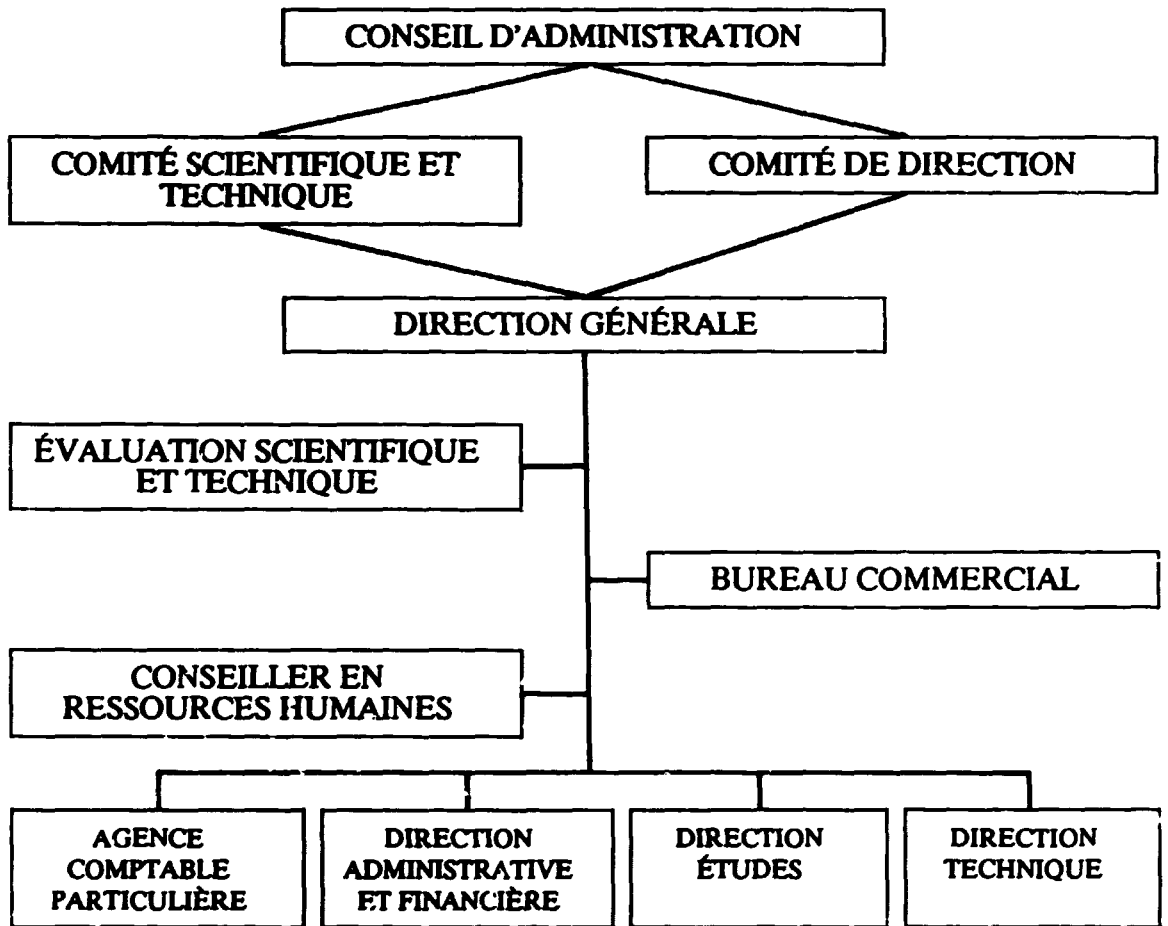 CONSEIL D'ADMINISTRATION
COMITÉ SCIENTIFIQUE ET
TECHNIQUE
COMITÉ DE DIRECTION
DIRECTION GÉNÉRALE
ÉVALUATION SCIENTIFIQUE
ET TECHNIQUE
BUREAU COMMERCIAL
CONSEILLER EN
RESSOURCES HUMAINES
AGENCE
COMPTABLE
PARTICULIÈRE
DIRECTION
ADMINISTRATIVE
ET FINANCIÈRE
DIRECTION
ÉTUDES
DIRECTION
TECHNIQUE